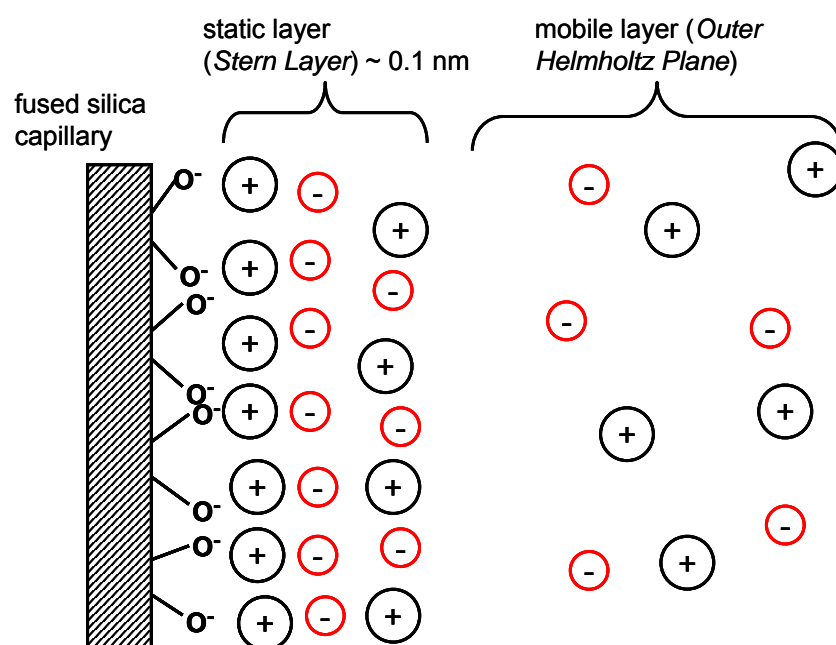 static layer
(Stern Layer) ~ 0.1 nm
mobile layer (Outer
Helmholtz Plane)
fused silica
capillary
O-
O-
O-
O-
O-
O-
O-
O-
+ -
+
+ -
-
+ -
+
+ -
-
+ - +
+ - -
+ - +
- +
+
- -
+ +
-
- +